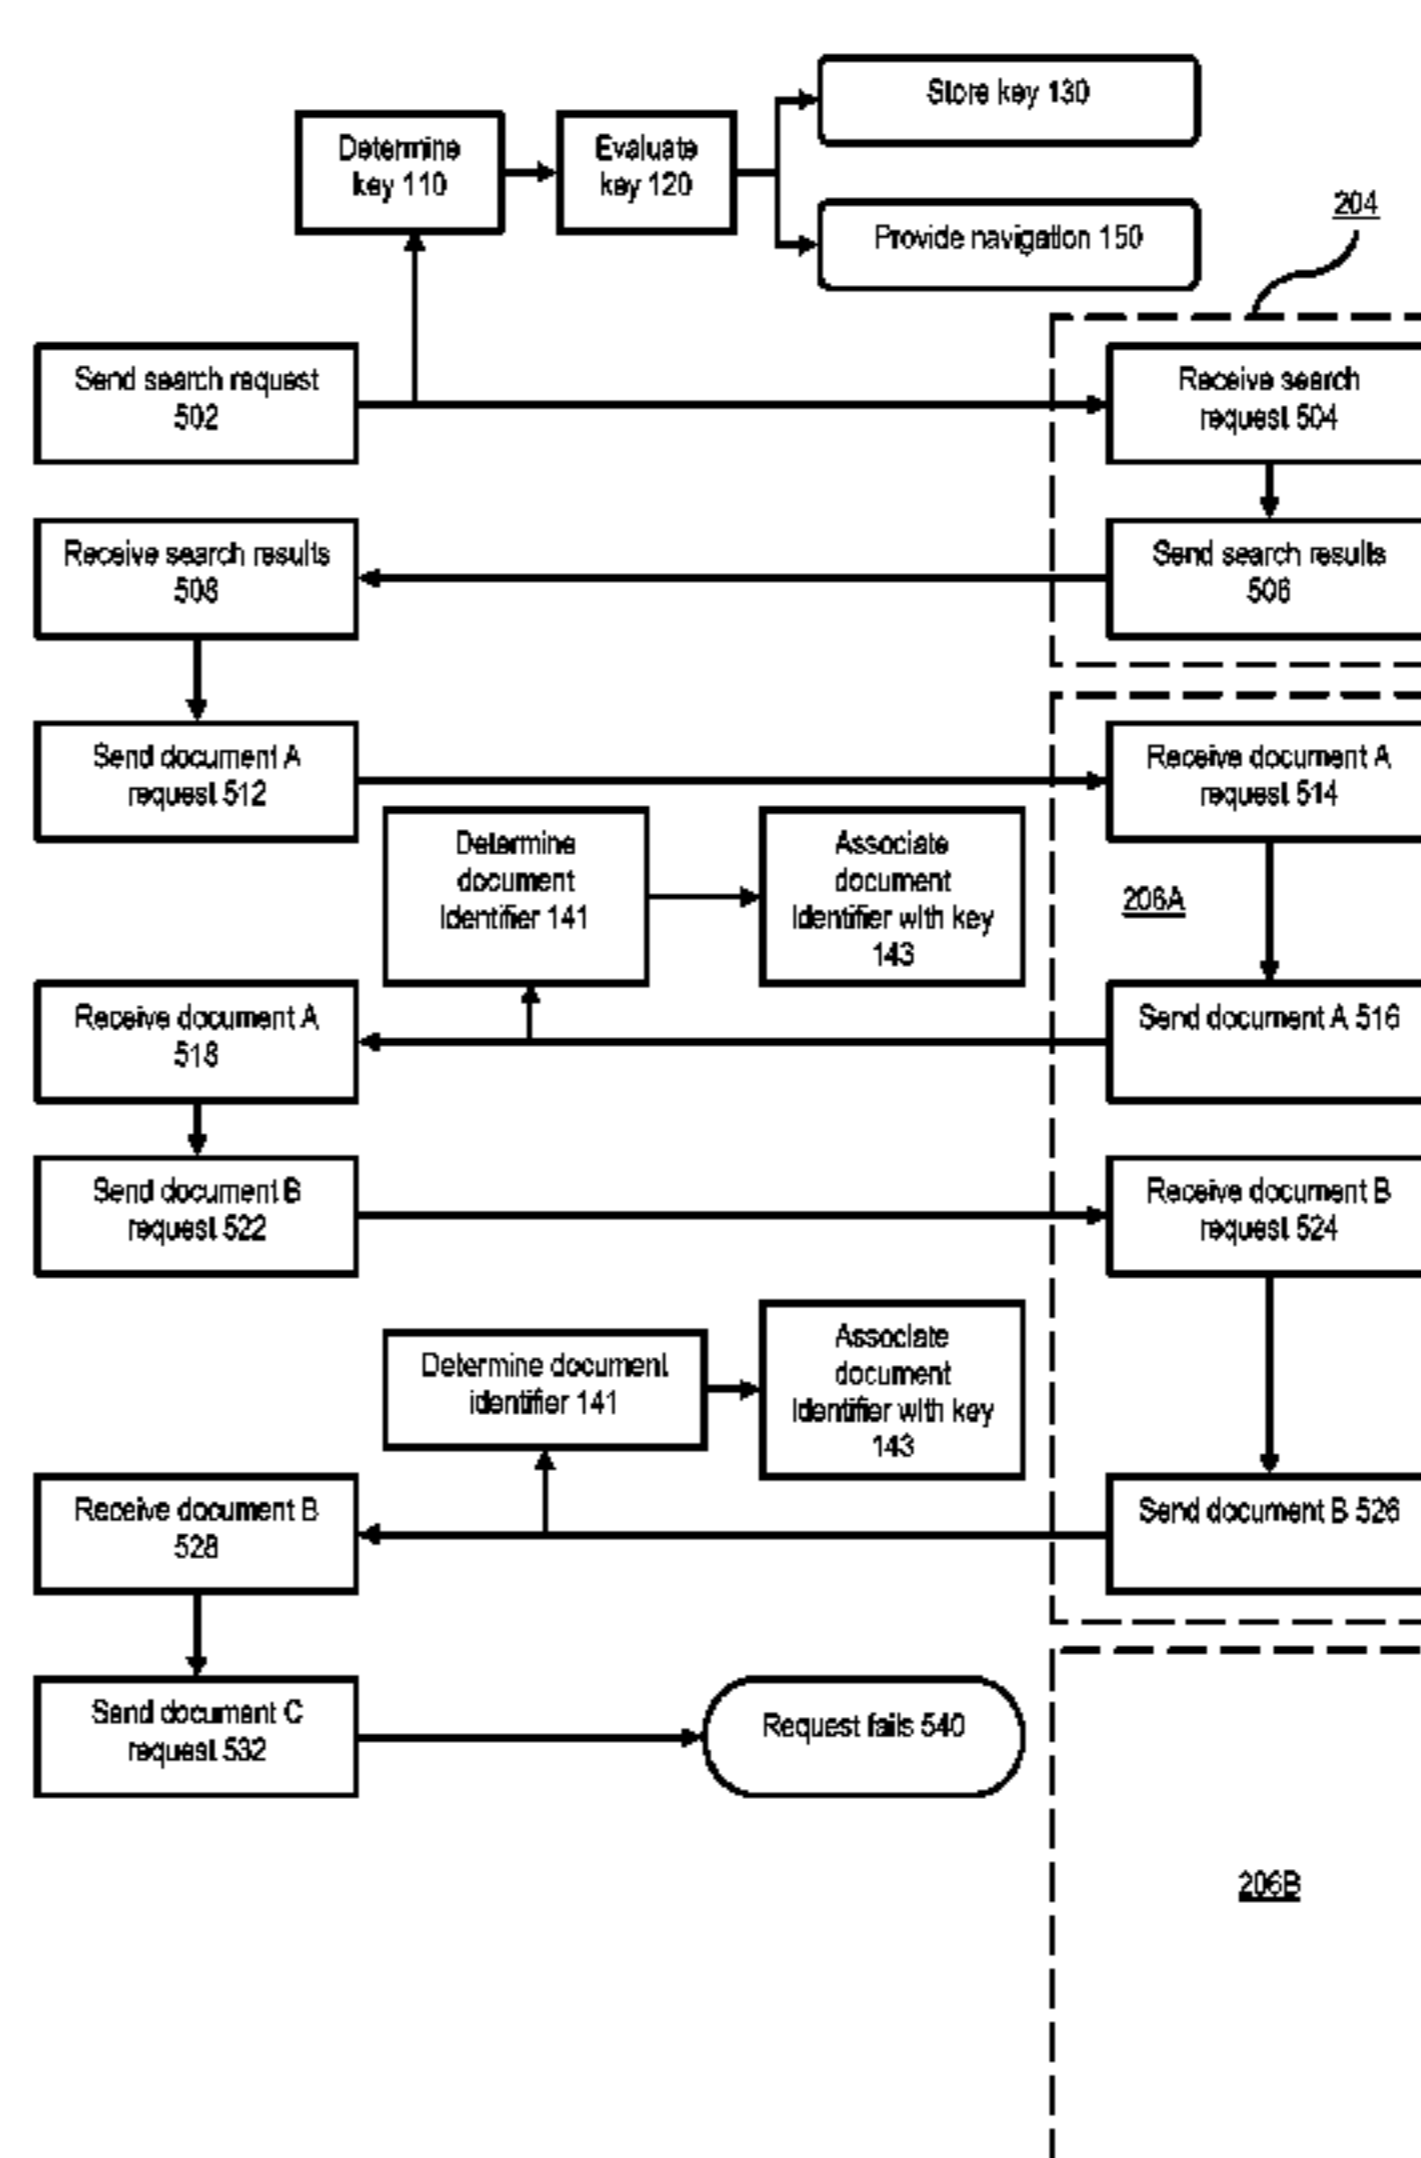 Store key 130
Determine
key 110
Evaluate
key 120
Provide navigation 150
204
Send search request
502
Receive search
request 504
Receive search results
508
Send search results
506
Send document A
request 512
Receive document A
request 514
Determine
document
Identifier 141
Associate
document
Identifier with key
143
206A
Receive document A
518
Send document A 516
Send document B
request 522
Receive document B
request 524
Determine document
identifier 141
Associate
document
Identifier with key
143
Receive document B
528
Send document B 526
Send document C
request 532
Request fails 540
206B